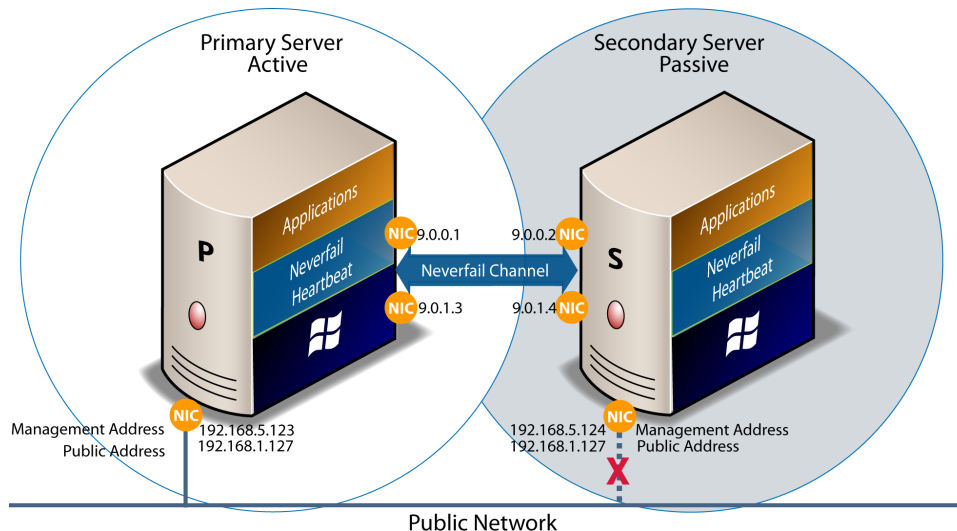 Primary Server
Active
Secondary Server
Passive
Applications
Neverfail
Heartbeat
P
NIC
9.0.0.1
9.0.0.2
NIC
Neverfail Channel
NIC
9.0.1.3
9.0.1.4
NIC
S
Applications
Neverfail
Heartbeat
NIC
Management Address
192.168.5.123
Public Address
192.168.1.127
NIC
192.168.5.124
Management Address
192.168.1.127
Public Address
X
Public Network